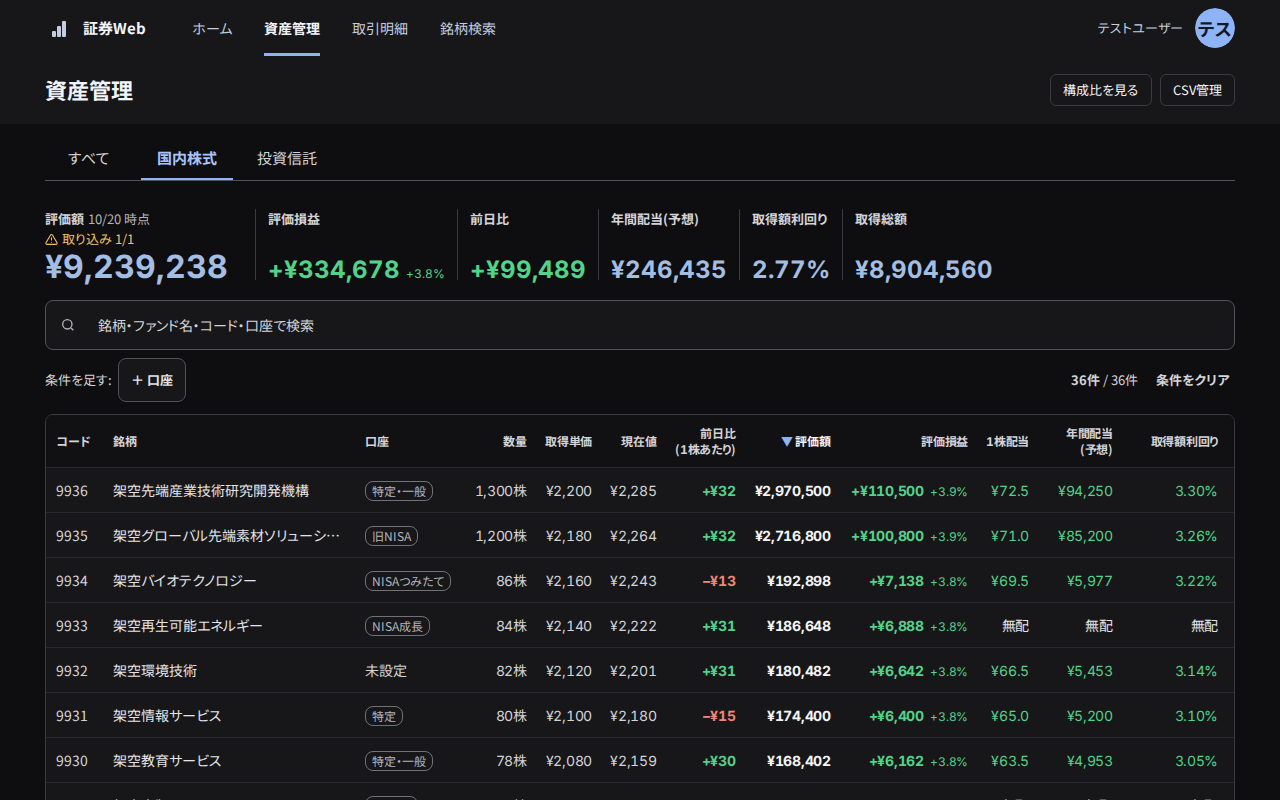 証券Web ホーム 資産管理 取引明細 銘柄検索 テストユーザー テス
資産管理 構成比を見る CSV管理
すべて 国内株式 投資信託
評価額 10/20 時点 評価損益 前日比 年間配当(予想) 取得額利回り 取得総額
取り込み 1/1
¥9,239,238 +¥334,678 +3.8% +¥99,489 ¥246,435 2.77% ¥8,904,560
銘柄・ファンド名・コード・口座で検索
条件を足す: ＋ 口座 36件 / 36件 条件をクリア
コード 銘柄 口座 数量 取得単価 現在値 前日比 (1株あたり) ▼評価額 評価損益 1株配当 年間配当 (予想) 取得額利回り
9936 架空先端産業技術研究開発機構 特定・一般 1,300株 ¥2,200 ¥2,285 +¥32 ¥2,970,500 +¥110,500 +3.9% ¥72.5 ¥94,250 3.30%
9935 架空グローバル先端素材ソリューシ… 旧NISA 1,200株 ¥2,180 ¥2,264 +¥32 ¥2,716,800 +¥100,800 +3.9% ¥71.0 ¥85,200 3.26%
9934 架空バイオテクノロジー NISAつみたて 86株 ¥2,160 ¥2,243 −¥13 ¥192,898 +¥7,138 +3.8% ¥69.5 ¥5,977 3.22%
9933 架空再生可能エネルギー NISA成長 84株 ¥2,140 ¥2,222 +¥31 ¥186,648 +¥6,888 +3.8% 無配 無配 無配
9932 架空環境技術 未設定 82株 ¥2,120 ¥2,201 +¥31 ¥180,482 +¥6,642 +3.8% ¥66.5 ¥5,453 3.14%
9931 架空情報サービス 特定 80株 ¥2,100 ¥2,180 −¥15 ¥174,400 +¥6,400 +3.8% ¥65.0 ¥5,200 3.10%
9930 架空教育サービス 特定・一般 78株 ¥2,080 ¥2,159 +¥30 ¥168,402 +¥6,162 +3.8% ¥63.5 ¥4,953 3.05%